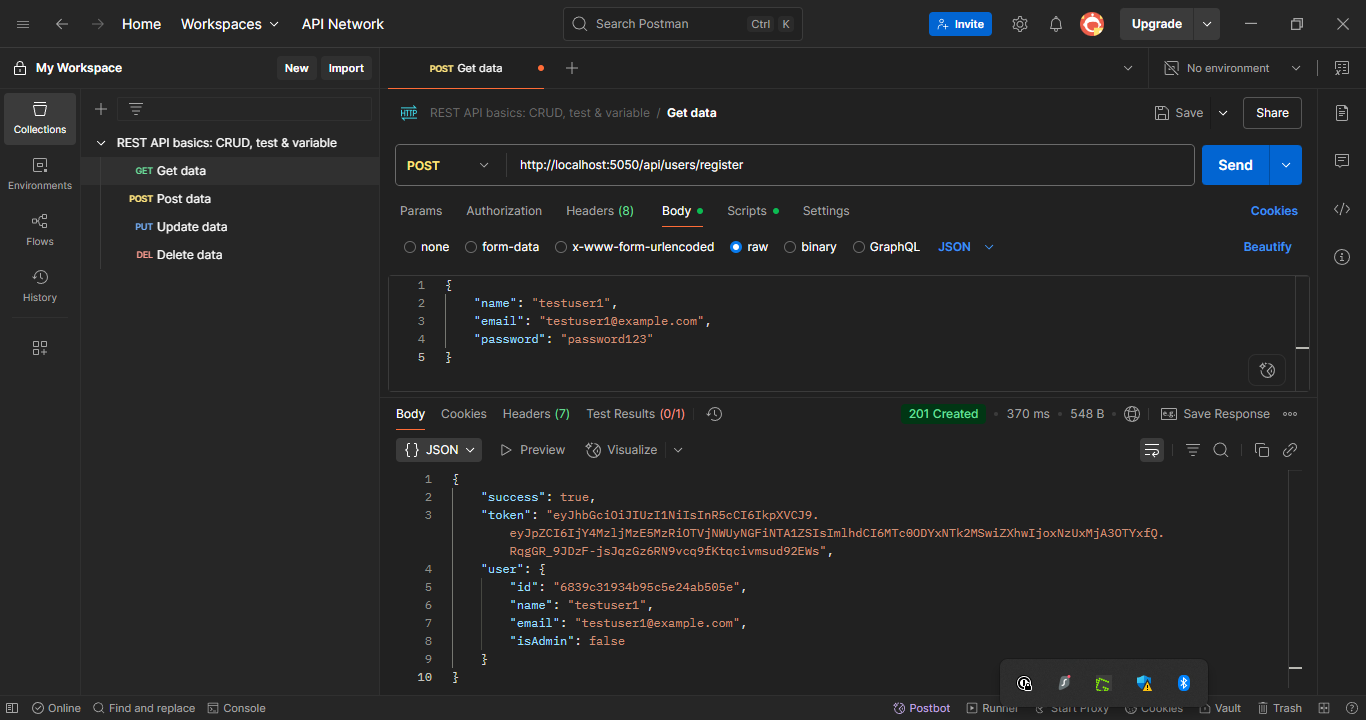 Home Workspaces API Network Search Postman Ctrl K Invite Upgrade
My Workspace New Import POST Get data No environment
Collections
Environments
Flows
History
REST API basics: CRUD, test & variable
GET Get data
POST Post data
PUT Update data
DEL Delete data
HTTP REST API basics: CRUD, test & variable / Get data Save Share
POST http://localhost:5050/api/users/register Send
Params Authorization Headers (8) Body Scripts Settings Cookies
none form-data x-www-form-urlencoded raw binary GraphQL JSON Beautify
1 {
2 "name": "testuser1",
3 "email": "testuser1@example.com",
4 "password": "password123"
5 }
Body Cookies Headers (7) Test Results (0/1) 201 Created 370 ms 548 B e.g. Save Response
{} JSON Preview Visualize
1 {
2 "success": true,
3 "token": "eyJhbGciOiJIUzI1NiIsInR5cCI6IkpXVCJ9.
eyJpZCI6IjY4MzljMzE5MzRiOTVjNWUyNGFiNTA1ZSIsImlhdCI6MTc0ODYxNTk2MSwiZXhwIjoxNzUxMjA3OTYxfQ.
RqgGR_9JDzF-jsJqzGz6RN9vcq9fKtqcivmsud92EWs",
4 "user": {
5 "id": "6839c31934b95c5e24ab505e",
6 "name": "testuser1",
7 "email": "testuser1@example.com",
8 "isAdmin": false
9 }
10 }
Online Find and replace Console Postbot Runner Start Proxy Cookies Vault Trash